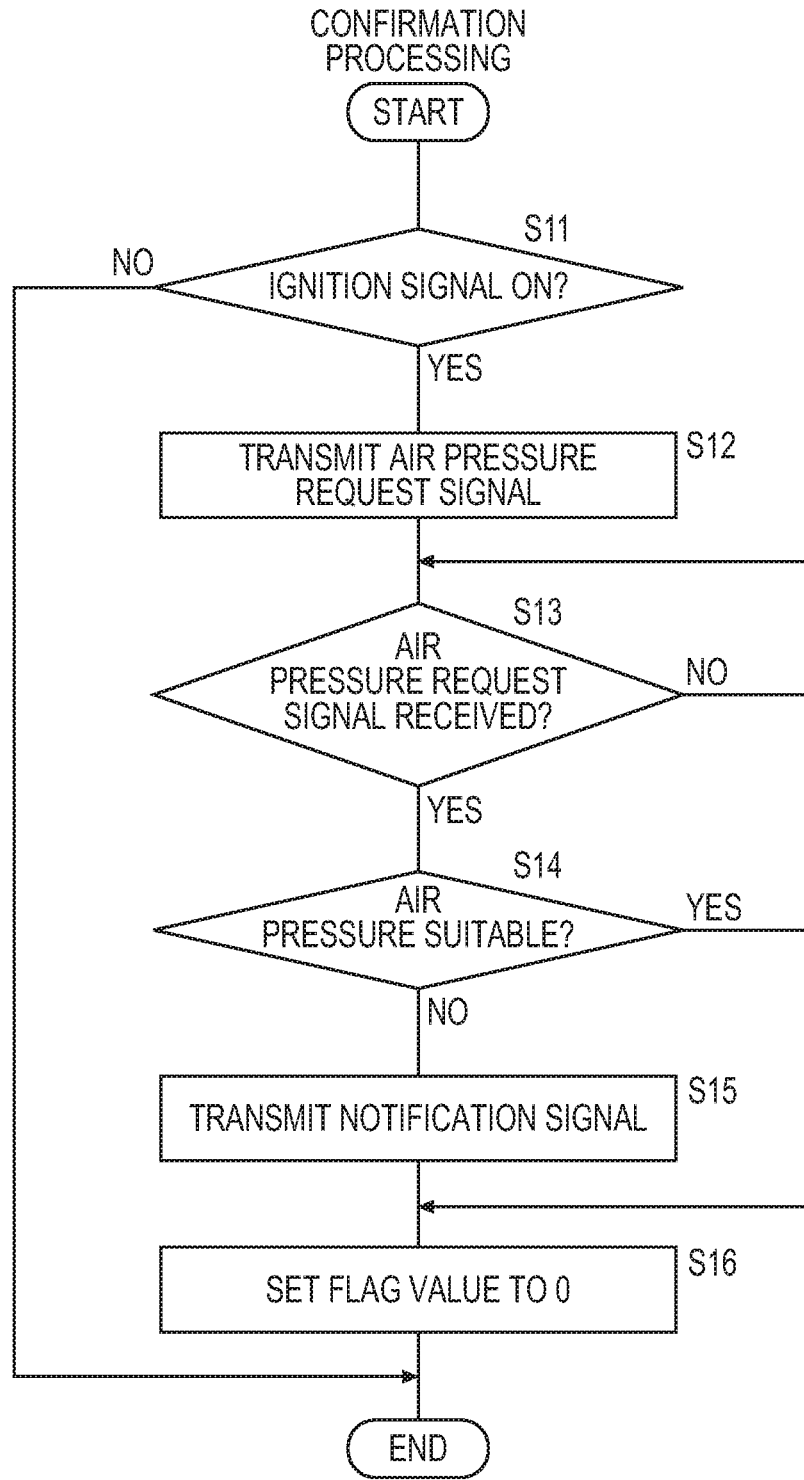 CONFIRMATION
PROCESSING
START
S11
NO
IGNITION SIGNAL ON?
YES
S12
TRANSMIT AIR PRESSURE
REQUEST SIGNAL
S13
AIR
PRESSURE REQUEST
SIGNAL RECEIVED?
NO
YES
S14
AIR
PRESSURE SUITABLE?
YES
NO
S15
TRANSMIT NOTIFICATION SIGNAL
S16
SET FLAG VALUE TO 0
END